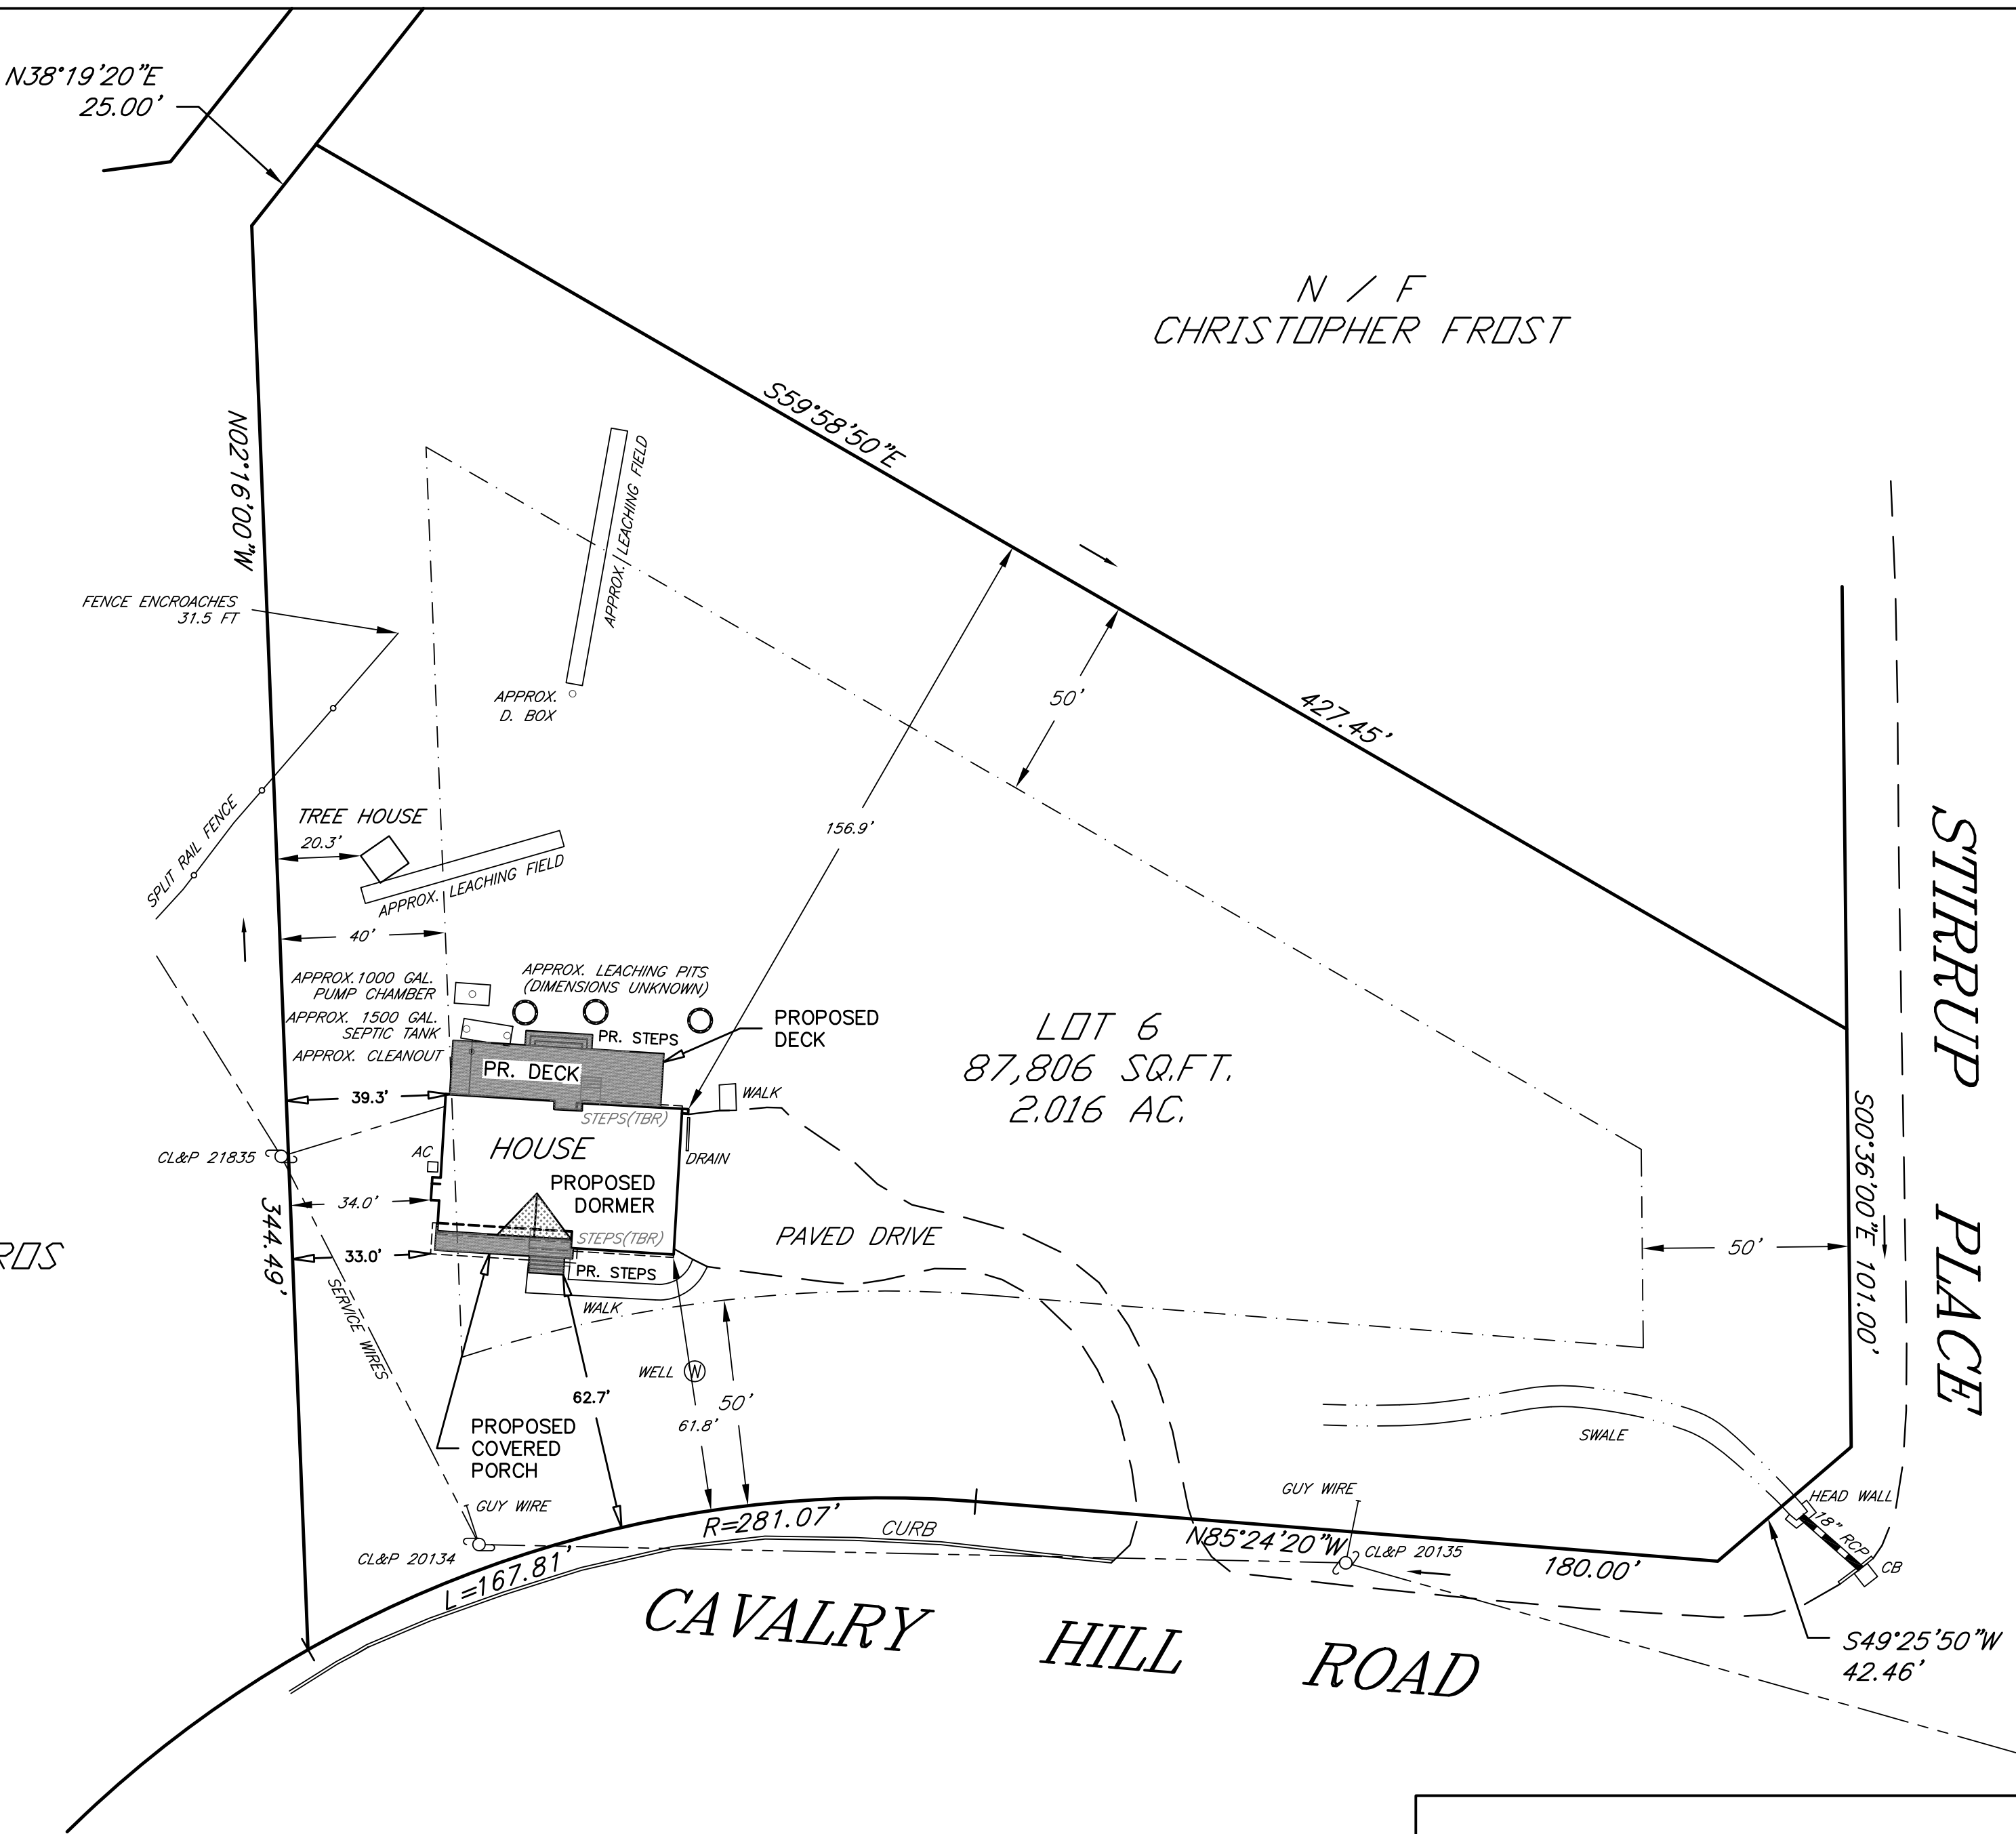 N38°19'20"E
25.00'
N / F
CHRISTOPHER FROST
S59°58'50"E
427.45'
N02°16'00"W
344.49'
FENCE ENCROACHES
31.5 FT
APPROX. LEACHING FIELD
APPROX.
D. BOX
50'
156.9'
SPLIT RAIL FENCE
TREE HOUSE
20.3'
APPROX. LEACHING FIELD
40'
APPROX.1000 GAL.
PUMP CHAMBER
APPROX. LEACHING PITS
(DIMENSIONS UNKNOWN)
APPROX. 1500 GAL.
SEPTIC TANK
APPROX. CLEANOUT
PR. STEPS
PROPOSED
DECK
PR. DECK
LOT 6
87,806 SQ.FT.
2.016 AC.
39.3'
WALK
STEPS(TBR)
HOUSE
AC
DRAIN
CL&P 21835
PROPOSED
DORMER
34.0'
STEPS(TBR)
PAVED DRIVE
33.0'
PR. STEPS
WALK
SERVICE WIRES
50'
S00°36'00"E 101.00'
STIRRUP PLACE
WELL
W
62.7'
50'
61.8'
PROPOSED
COVERED
PORCH
SWALE
GUY WIRE
GUY WIRE
HEAD WALL
18" RCP
CB
R=281.07'
L=167.81'
CURB
CL&P 20134
N85°24'20"W
180.00'
CL&P 20135
CAVALRY HILL ROAD
S49°25'50"W
42.46'